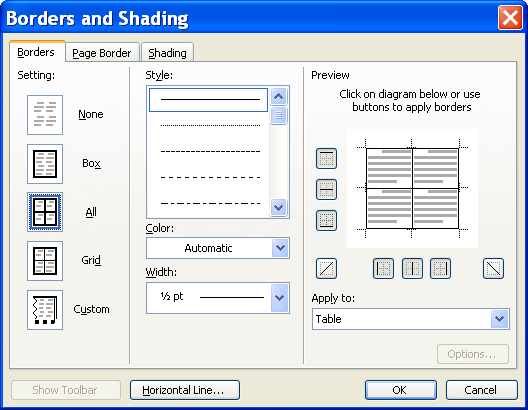 Borders and Shading
Borders
Page Border
Shading
Setting:
None
Box
All
Grid
Custom
Style:
Color:
Automatic
Width:
½ pt
Preview
Click on diagram below or use
buttons to apply borders
Apply to:
Table
Options...
Show Toolbar
Horizontal Line...
OK
Cancel